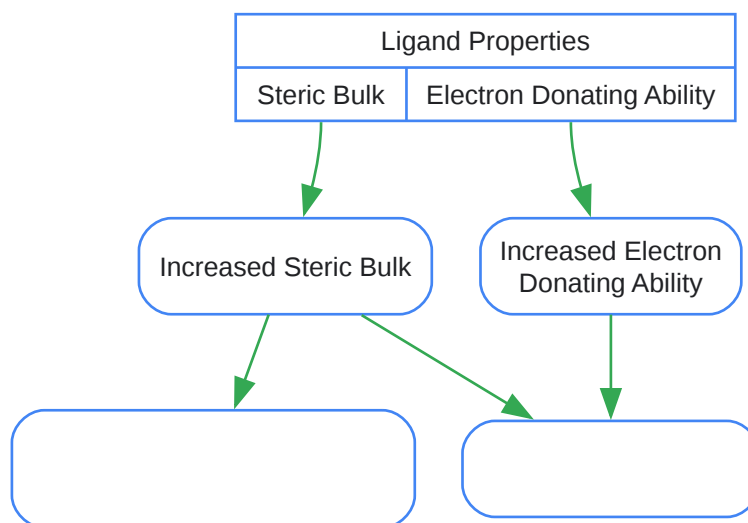 Ligand Properties
Steric Bulk
Electron Donating Ability
Increased Steric Bulk
Increased Electron
Donating Ability